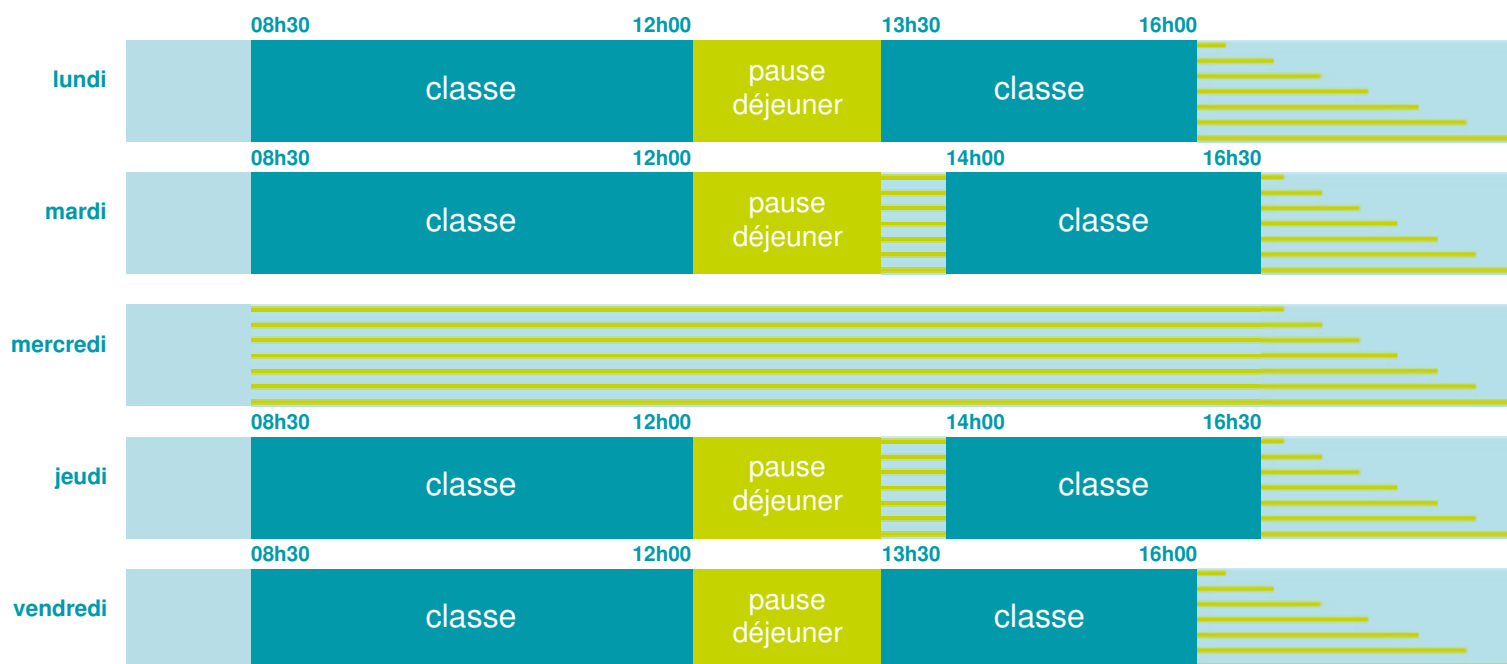 08h30 12h00 13h30 16h00
lundi
classe
pause
déjeuner
classe
08h30 12h00 14h00 16h30
mardi
classe
pause
déjeuner
classe
mercredi
08h30 12h00 14h00 16h30
jeudi
classe
pause
déjeuner
classe
08h30 12h00 13h30 16h00
vendredi
classe
pause
déjeuner
classe